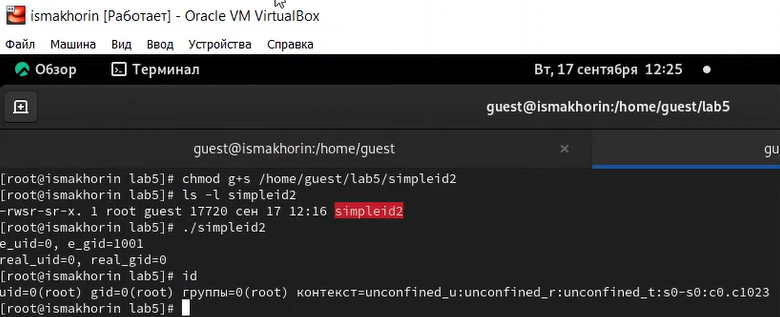 ismakhorin [Работает] - Oracle VM VirtualBox
Файл Машина Вид Ввод Устройства Справка
Обзор Терминал Вт, 17 сентября 12:25
guest@ismakhorin:/home/guest/lab5
guest@ismakhorin:/home/guest × gu
[root@ismakhorin lab5]# chmod g+s /home/guest/lab5/simpleid2
[root@ismakhorin lab5]# ls -l simpleid2
-rwsr-sr-x. 1 root guest 17720 сен 17 12:16 simpleid2
[root@ismakhorin lab5]# ./simpleid2
e_uid=0, e_gid=1001
real_uid=0, real_gid=0
[root@ismakhorin lab5]# id
uid=0(root) gid=0(root) группы=0(root) контекст=unconfined_u:unconfined_r:unconfined_t:s0-s0:c0.c1023
[root@ismakhorin lab5]#